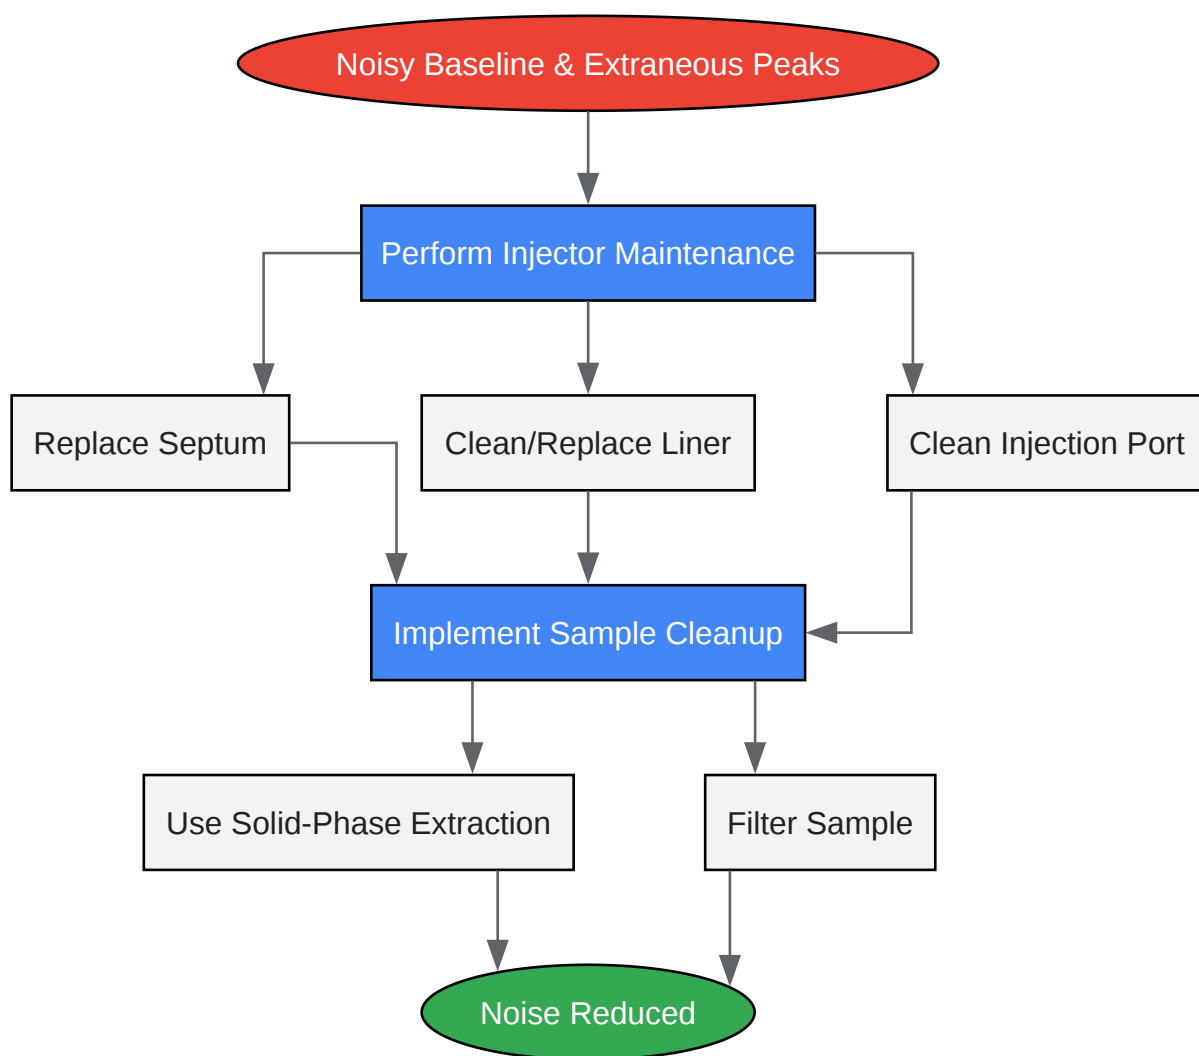 Noisy Baseline & Extraneous Peaks
Perform Injector Maintenance
Replace Septum
Clean/Replace Liner
Clean Injection Port
Implement Sample Cleanup
Use Solid-Phase Extraction
Filter Sample
Noise Reduced